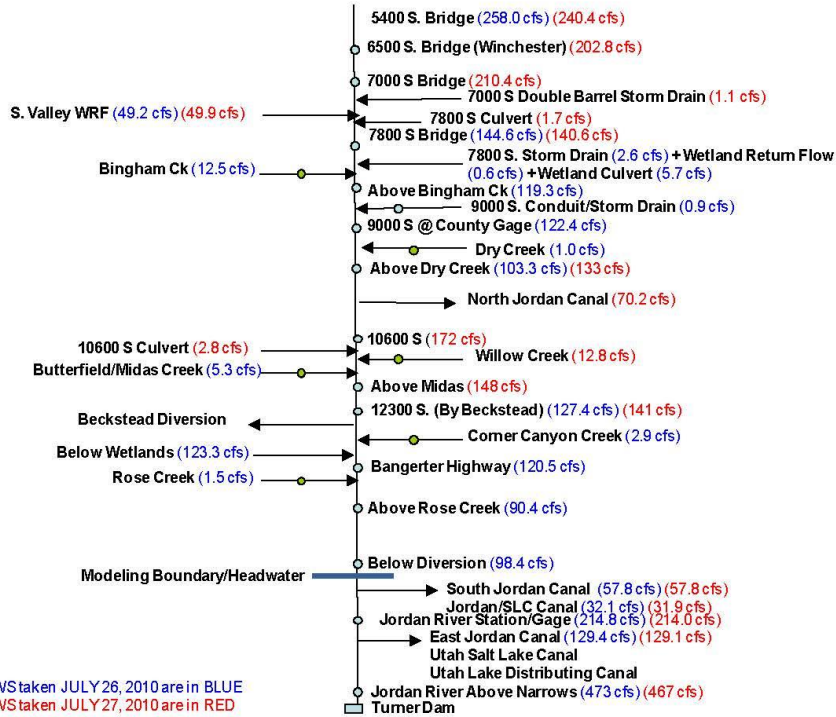 5400 S. Bridge (258.0 cfs) (240.4 cfs)
6500 S. Bridge (Winchester) (202.8 cfs)
7000 S Bridge (210.4 cfs)
7000 S Double Barrel Storm Drain (1.1 cfs)
S. Valley WRF (49.2 cfs) (49.9 cfs)
7800 S Culvert (1.7 cfs)
7800 S Bridge (144.6 cfs) (140.6 cfs)
7800 S. Storm Drain (2.6 cfs) + Wetland Return Flow
(0.6 cfs) + Wetland Culvert (5.7 cfs)
Bingham Ck (12.5 cfs)
Above Bingham Ck (119.3 cfs)
9000 S. Conduit/Storm Drain (0.9 cfs)
9000 S @ County Gage (122.4 cfs)
Dry Creek (1.0 cfs)
Above Dry Creek (103.3 cfs) (133 cfs)
North Jordan Canal (70.2 cfs)
10600 S (172 cfs)
10600 S Culvert (2.8 cfs)
Willow Creek (12.8 cfs)
Butterfield/Midas Creek (5.3 cfs)
Above Midas (148 cfs)
12300 S. (By Beckstead) (127.4 cfs) (141 cfs)
Beckstead Diversion
Corner Canyon Creek (2.9 cfs)
Below Wetlands (123.3 cfs)
Bangerter Highway (120.5 cfs)
Rose Creek (1.5 cfs)
Above Rose Creek (90.4 cfs)
Below Diversion (98.4 cfs)
Modeling Boundary/Headwater
South Jordan Canal (57.8 cfs) (57.8 cfs)
Jordan/SLC Canal (32.1 cfs) (31.9 cfs)
Jordan River Station/Gage (214.8 cfs) (214.0 cfs)
East Jordan Canal (129.4 cfs) (129.1 cfs)
Utah Salt Lake Canal
Utah Lake Distributing Canal
WS taken JULY 26, 2010 are in BLUE
Jordan River Above Narrows (473 cfs) (467 cfs)
WS taken JULY 27, 2010 are in RED
Turner Dam